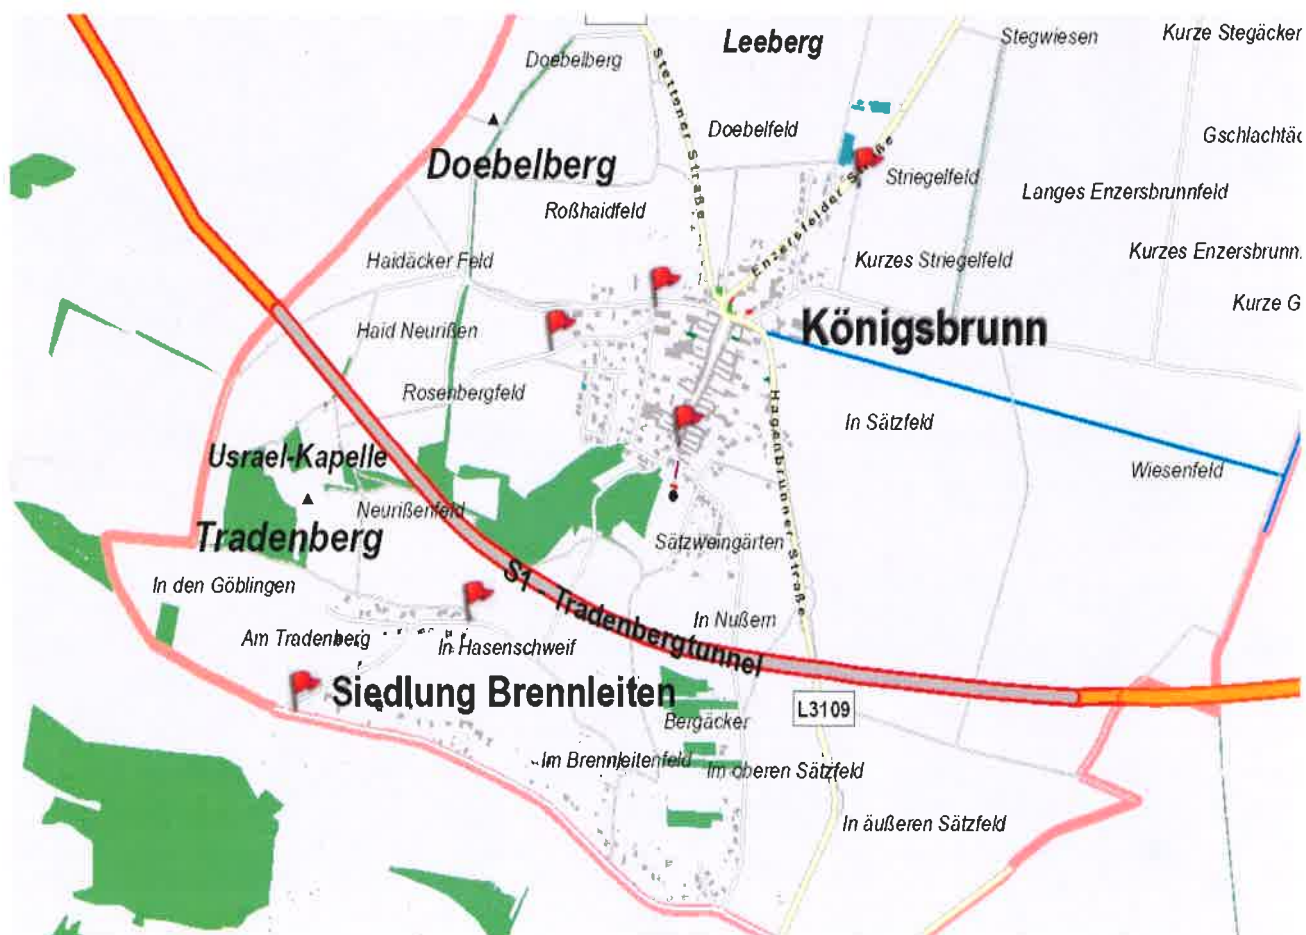 Leeberg
Stegwiesen
Kurze Stegäcker
Doebelberg
Stettener Straße
Doebelfeld
Gschlachtäc
Doebelberg
Enzersfelder Straße
Striegelfeld
Langes Enzersbrunnfeld
Roßhaidfeld
Haidäcker Feld
Kurzes Striegelfeld
Kurzes Enzersbrunn.
Kurze G
Haid Neurißen
Königsbrunn
Rosenbergfeld
Hagenbrunner Straße
In Sätzfeld
Usrael-Kapelle
Wiesenfeld
Neurißenfeld
Tradenberg
Sätzweingärten
In den Göblingen
S1 - Tradenbergtunnel
In Nußern
Am Tradenberg
In Hasenschweif
Siedlung Brennleiten
L3109
Bergäcker
Im Brennleitenfeld
Im oberen Sätzfeld
In äußeren Sätzfeld